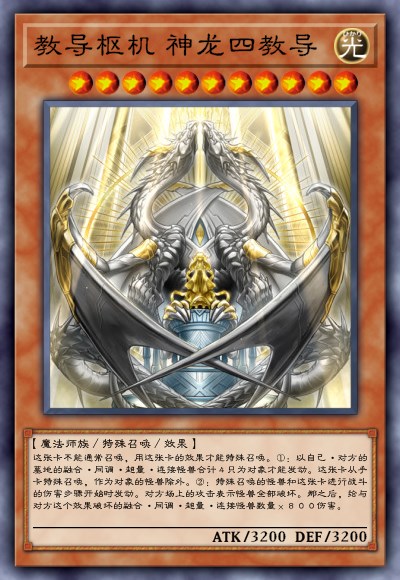 教导枢机 神龙四教导
ひかり
光
【魔法师族/特殊召唤/效果】
这张卡不能通常召唤，用这张卡的效果才能特殊召唤。①：以自己·对方的
墓地的融合·同调·超量·连接怪兽合计4只为对象才能发动。这张卡从手
卡特殊召唤，作为对象的怪兽除外。②：特殊召唤的怪兽和这张卡进行战斗
的伤害步骤开始时发动。对方场上的攻击表示怪兽全部破坏。那之后，给与
对方这个效果破坏的融合·同调·超量·连接怪兽数量×800伤害。
ATK/3200 DEF/3200